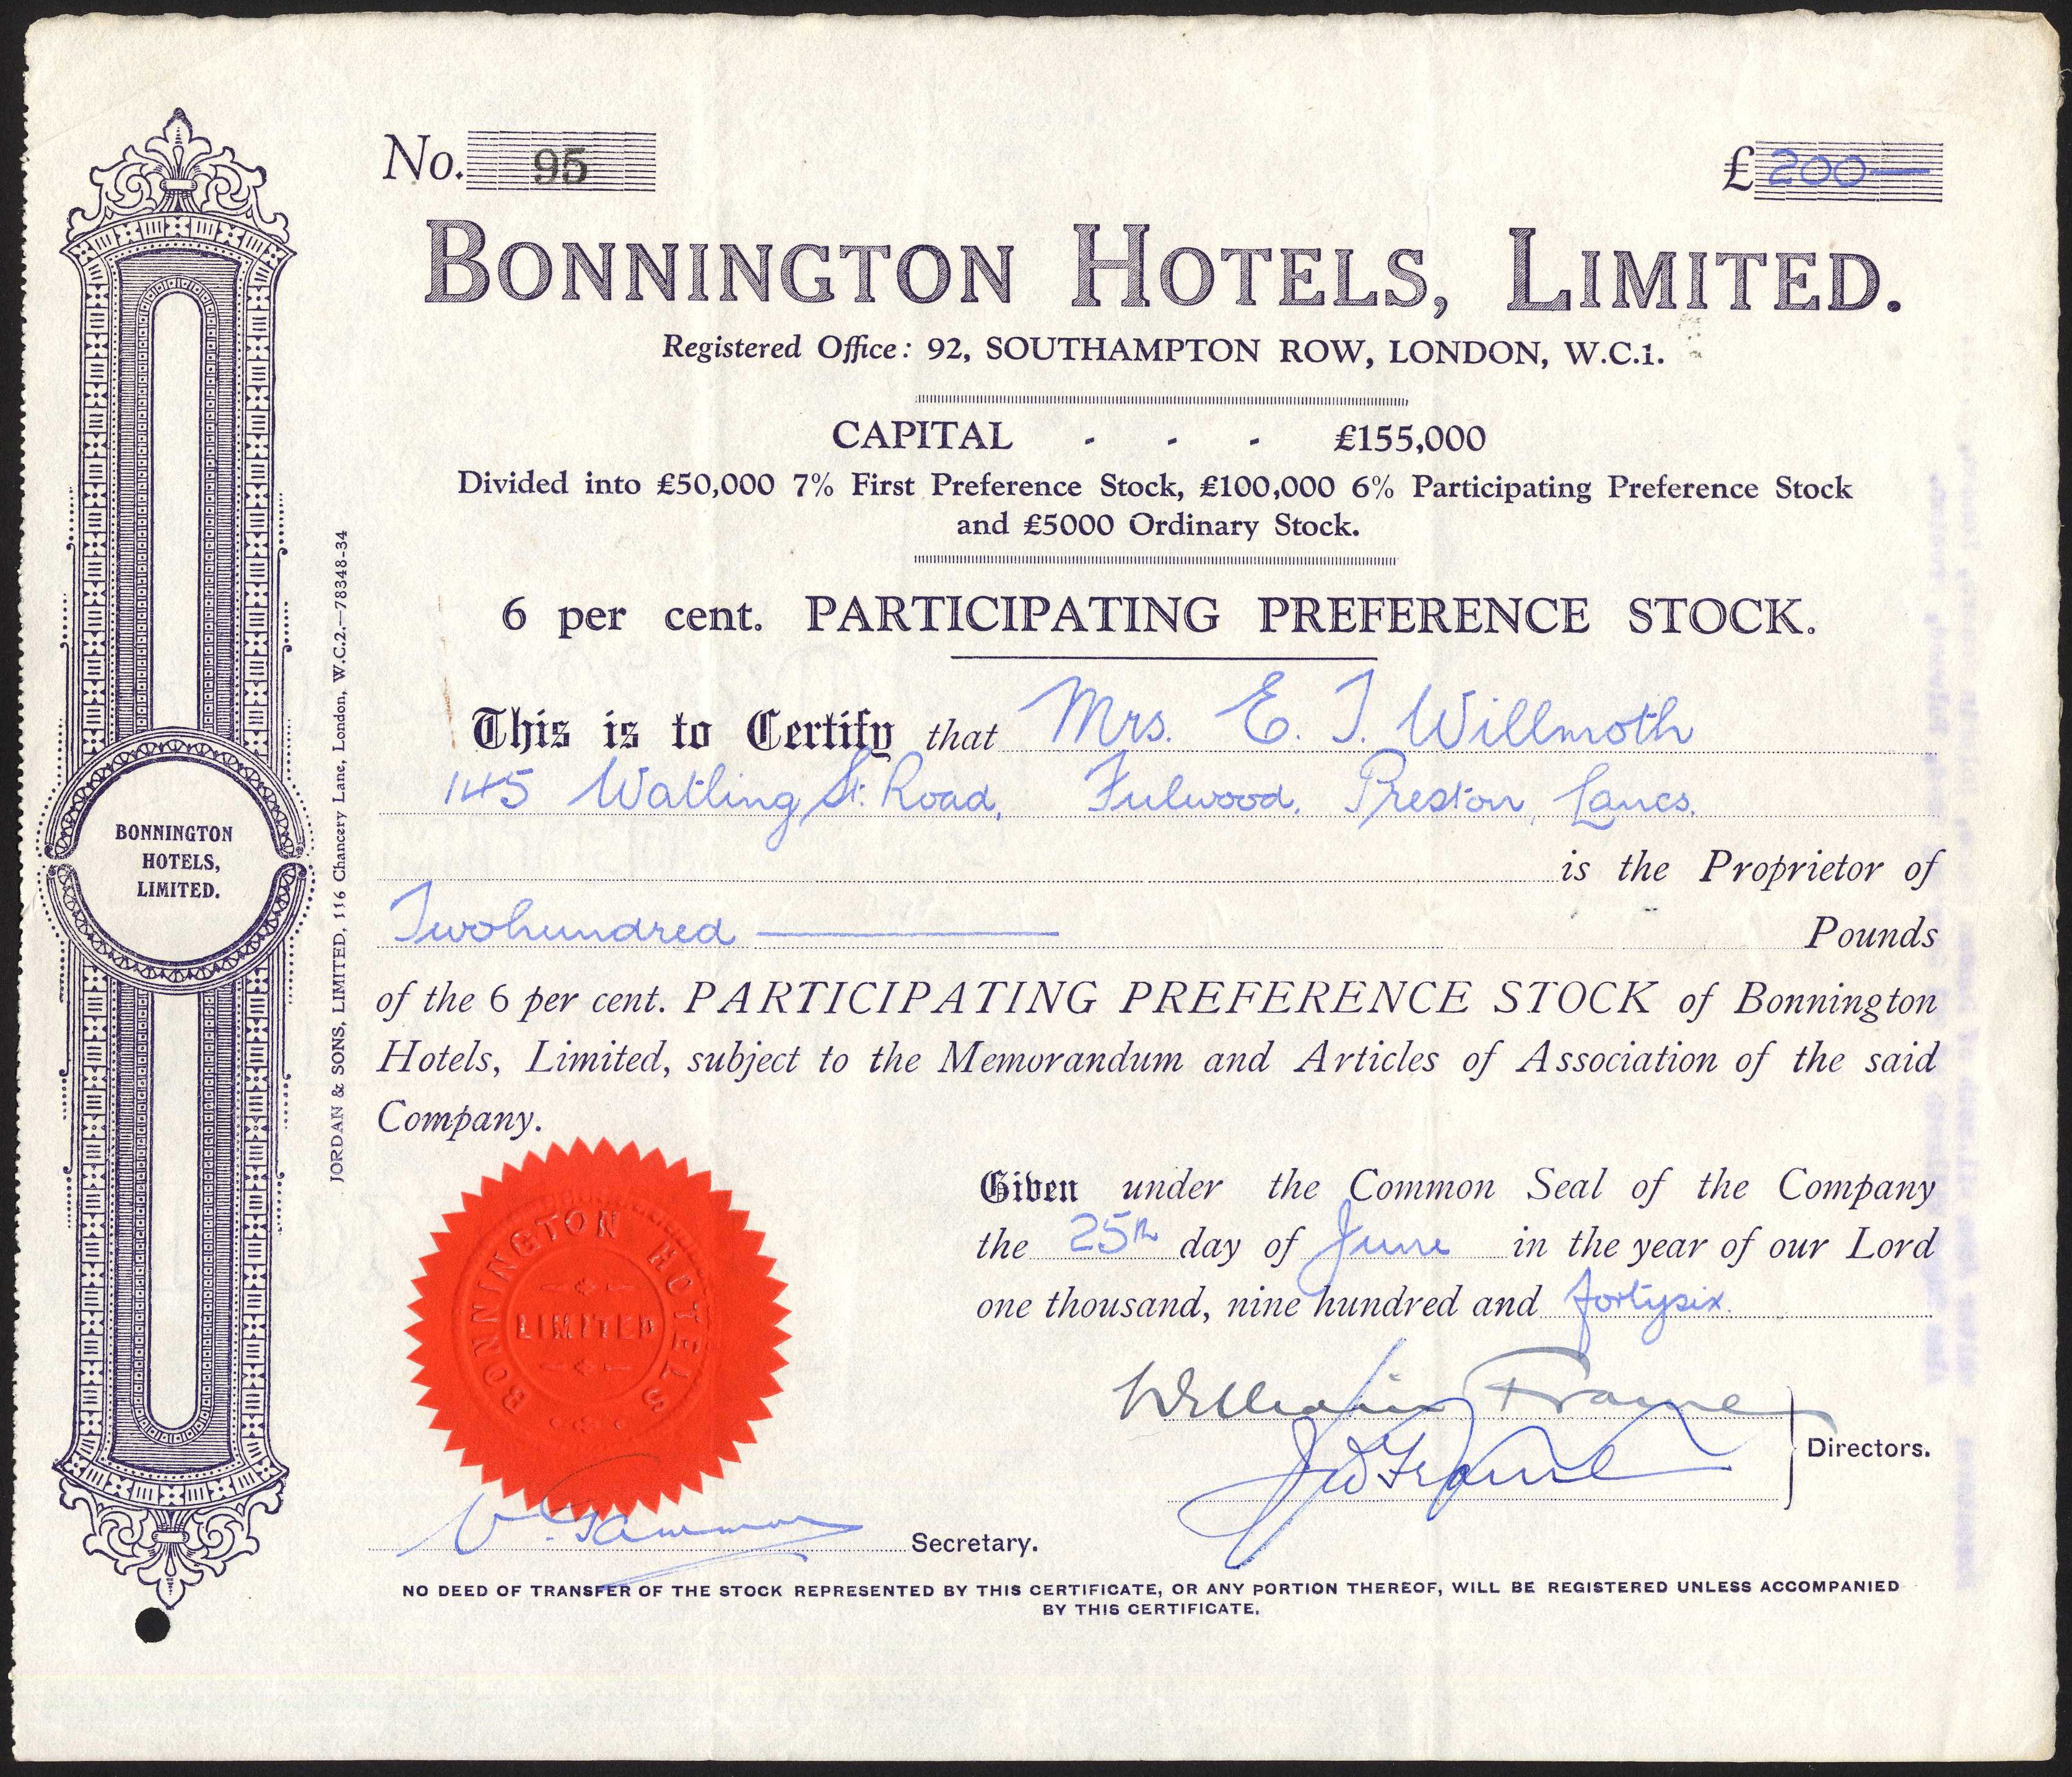 No. 95
£ 200—
BONNINGTON HOTELS, LIMITED.
Registered Office: 92, SOUTHAMPTON ROW, LONDON, W.C.1.
CAPITAL - - - £155,000
Divided into £50,000 7% First Preference Stock, £100,000 6% Participating Preference Stock
and £5000 Ordinary Stock.
6 per cent. PARTICIPATING PREFERENCE STOCK.
This is to Certify that Mrs. E. J. Willmoth
145 Watling St. Road, Fulwood, Preston, Lancs.
is the Proprietor of
Twohundred Pounds
of the 6 per cent. PARTICIPATING PREFERENCE STOCK of Bonnington
Hotels, Limited, subject to the Memorandum and Articles of Association of the said
Company.
Given under the Common Seal of the Company
the 25th day of June in the year of our Lord
one thousand, nine hundred and fortysix.
William Frame
JW Frame
Directors.
Secretary.
NO DEED OF TRANSFER OF THE STOCK REPRESENTED BY THIS CERTIFICATE, OR ANY PORTION THEREOF, WILL BE REGISTERED UNLESS ACCOMPANIED
BY THIS CERTIFICATE.
BONNINGTON
HOTELS,
LIMITED.
JORDAN & SONS, LIMITED, 116 Chancery Lane, London, W.C.2.—78348-34
BONNINGTON HOTELS
LIMITED